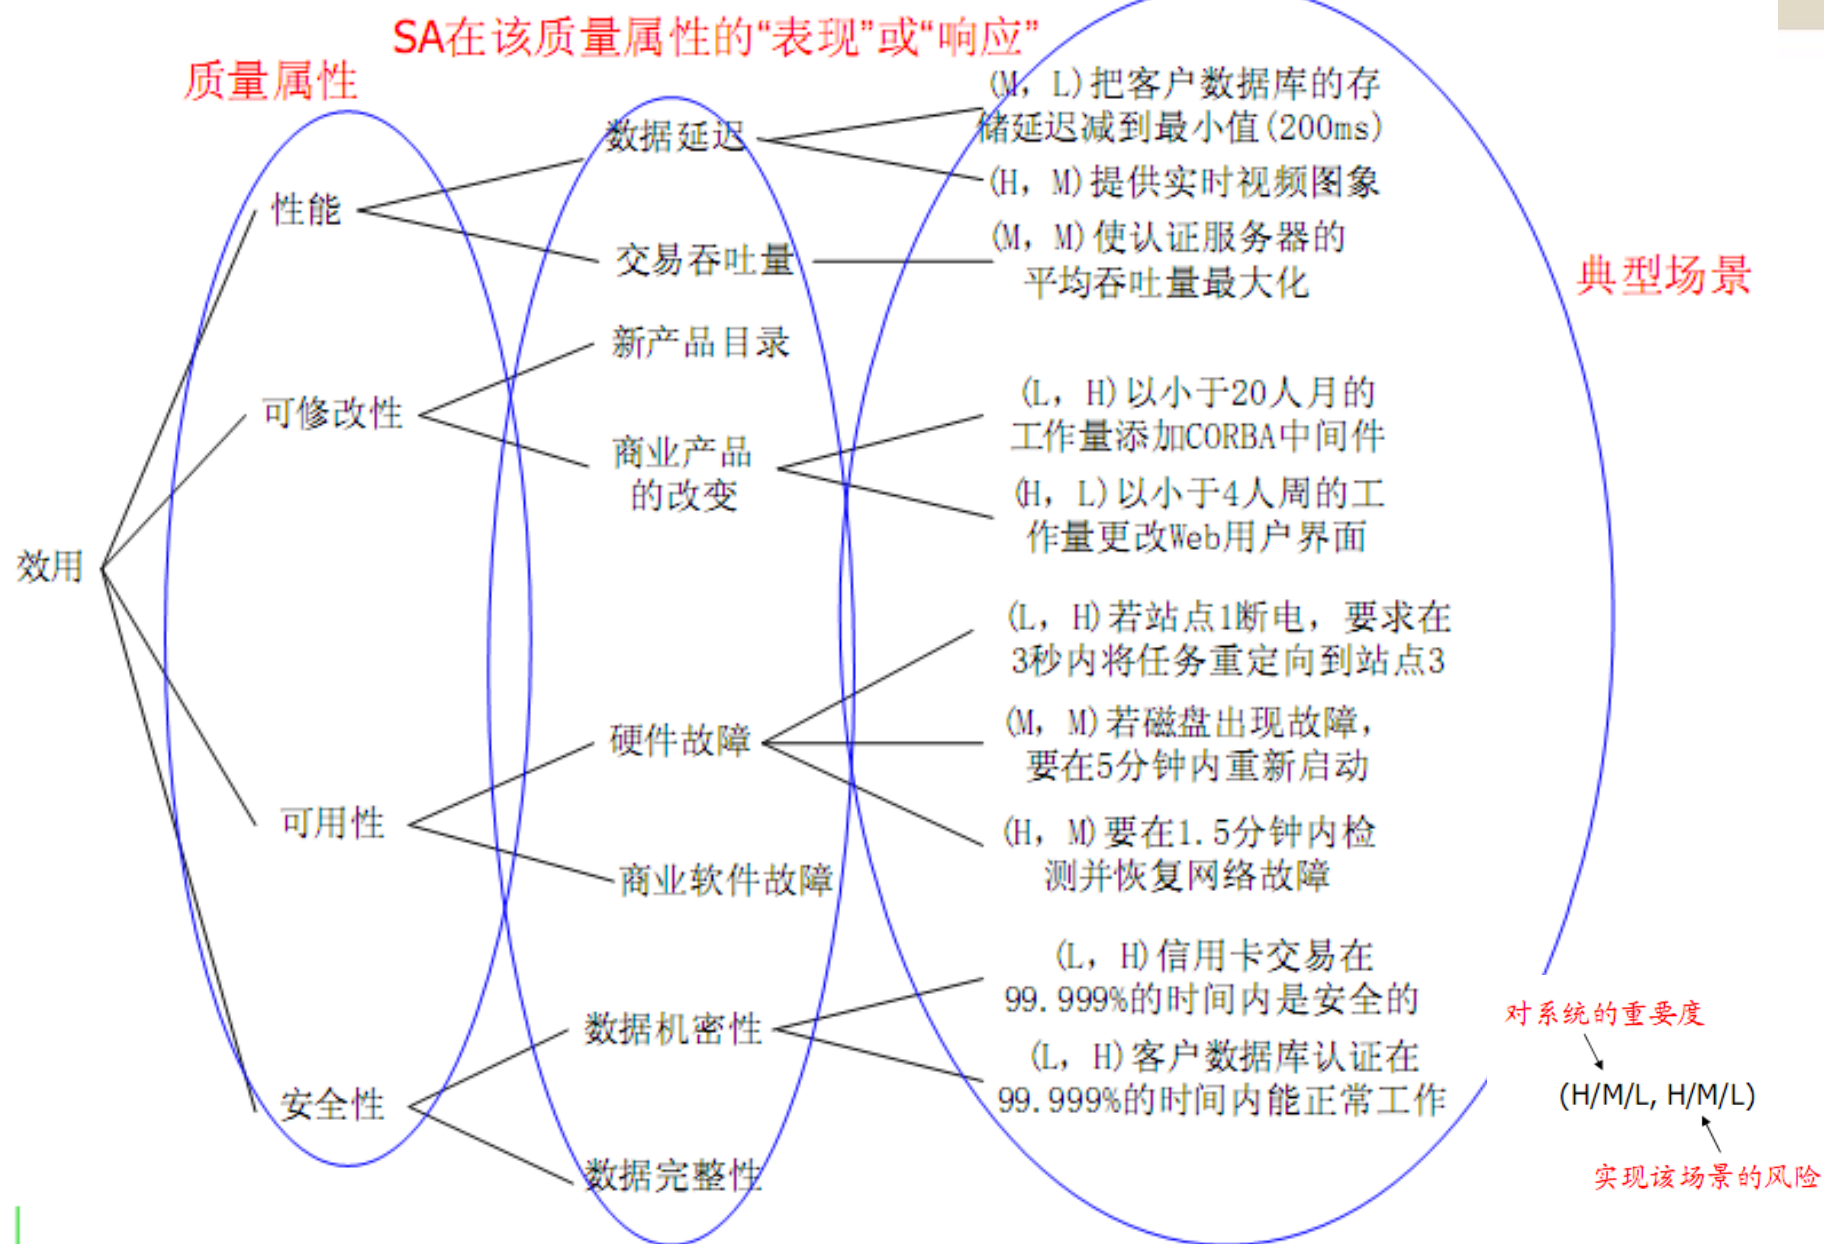 SA在该质量属性的“表现”或“响应”
质量属性
典型场景
效用
性能
数据延迟
(M, L)把客户数据库的存
储延迟减到最小值(200ms)
(H, M)提供实时视频图象
交易吞吐量
(M, M)使认证服务器的
平均吞吐量最大化
可修改性
新产品目录
商业产品
的改变
(L, H)以小于20人月的
工作量添加CORBA中间件
(H, L)以小于4人周的工
作量更改Web用户界面
可用性
硬件故障
(L, H)若站点1断电，要求在
3秒内将任务重定向到站点3
(M, M)若磁盘出现故障，
要在5分钟内重新启动
(H, M)要在1.5分钟内检
测并恢复网络故障
商业软件故障
安全性
数据机密性
(L, H)信用卡交易在
99.999%的时间内是安全的
(L, H)客户数据库认证在
99.999%的时间内能正常工作
数据完整性
对系统的重要度
(H/M/L, H/M/L)
实现该场景的风险